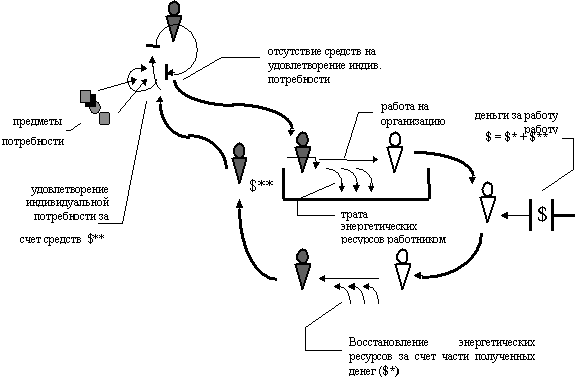 отсутствие средств на
удовлетворение индив.
потребности
предметы
потребности
работа на
организацию
деньги за работу
работу
$ = $* + $**
удовлетворение
индивидуальной
потребности за
счет средств $**
$**
$
трата
энергетических
ресурсов работником
Восстановление энергетических
ресурсов за счет части полученных
денег ($*)